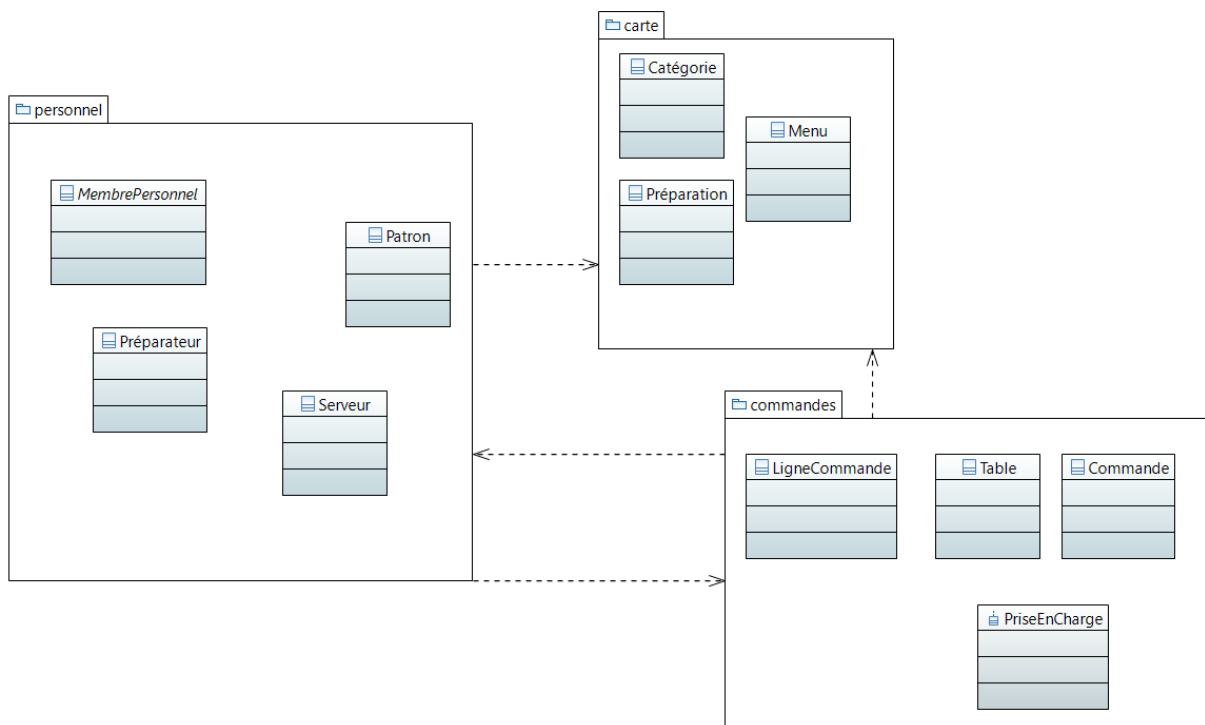 carte
Catégorie
Menu
Préparation
personnel
MembrePersonnel
Patron
Préparateur
Serveur
commandes
LigneCommande
Table
Commande
PriseEnCharge